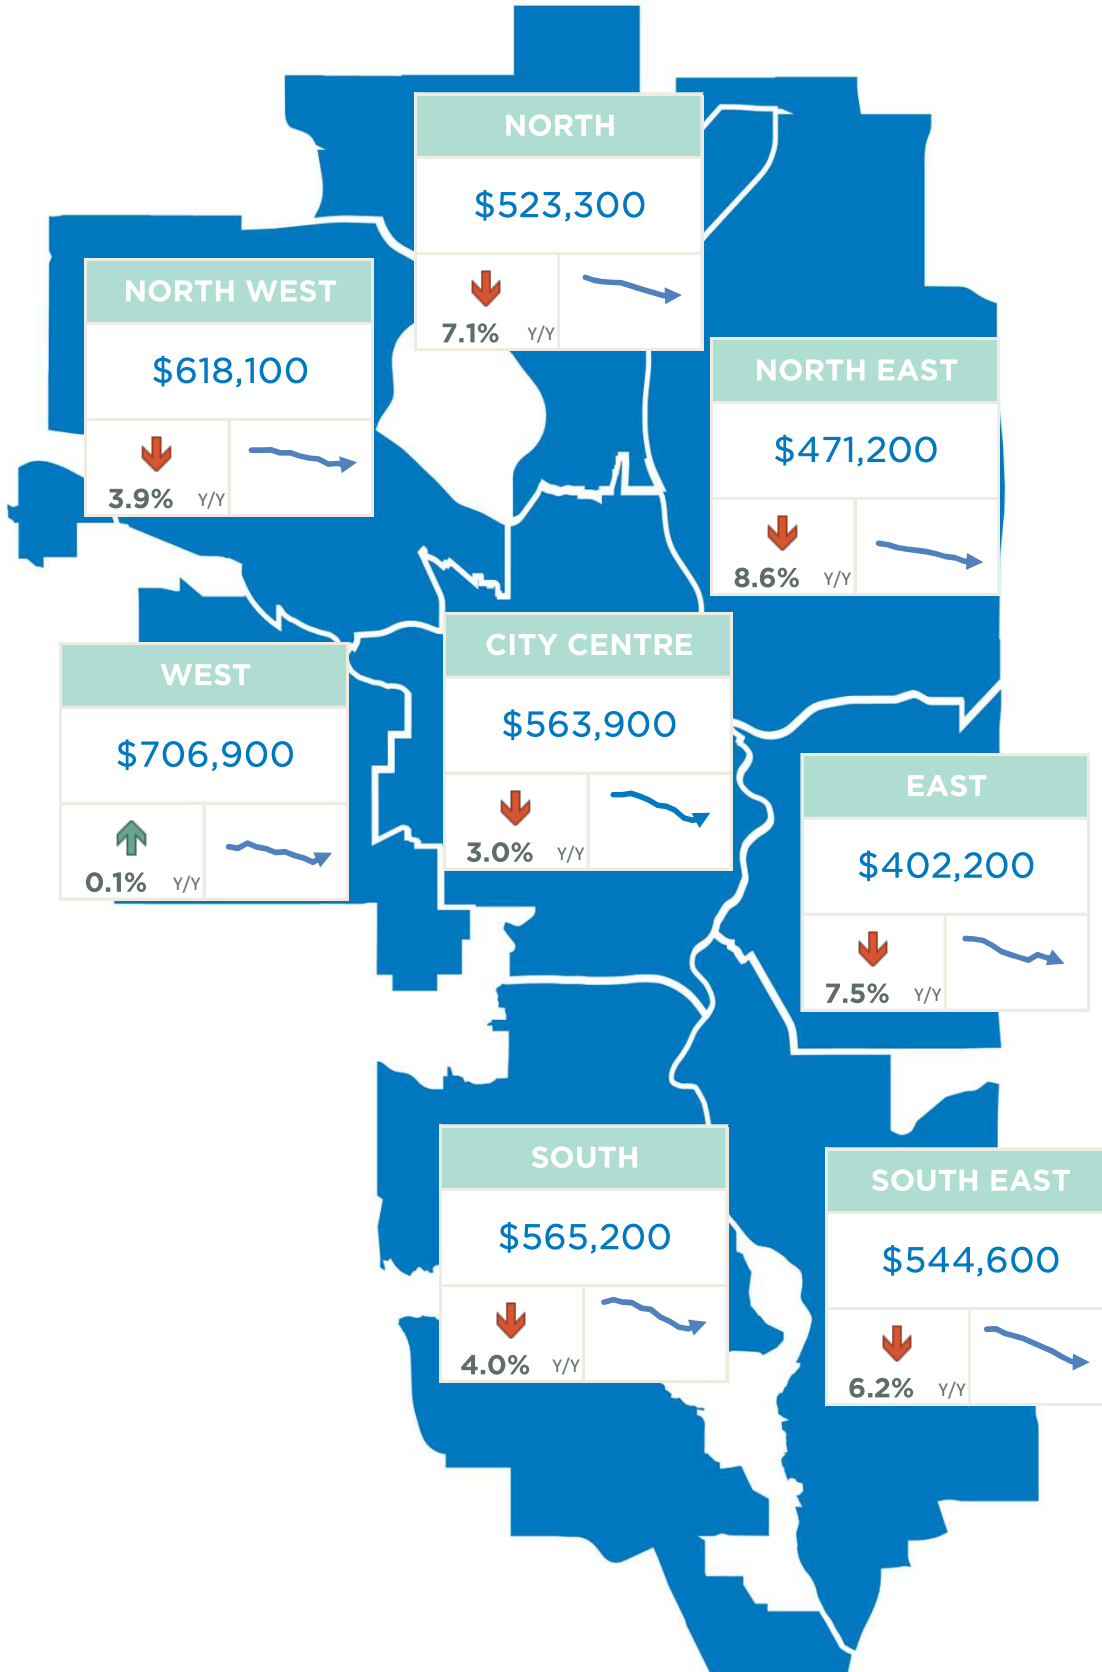 NORTH
$523,300
7.1% Y/Y
NORTH WEST
$618,100
3.9% Y/Y
NORTH EAST
$471,200
8.6% Y/Y
CITY CENTRE
$563,900
3.0% Y/Y
WEST
$706,900
0.1% Y/Y
EAST
$402,200
7.5% Y/Y
SOUTH
$565,200
4.0% Y/Y
SOUTH EAST
$544,600
6.2% Y/Y